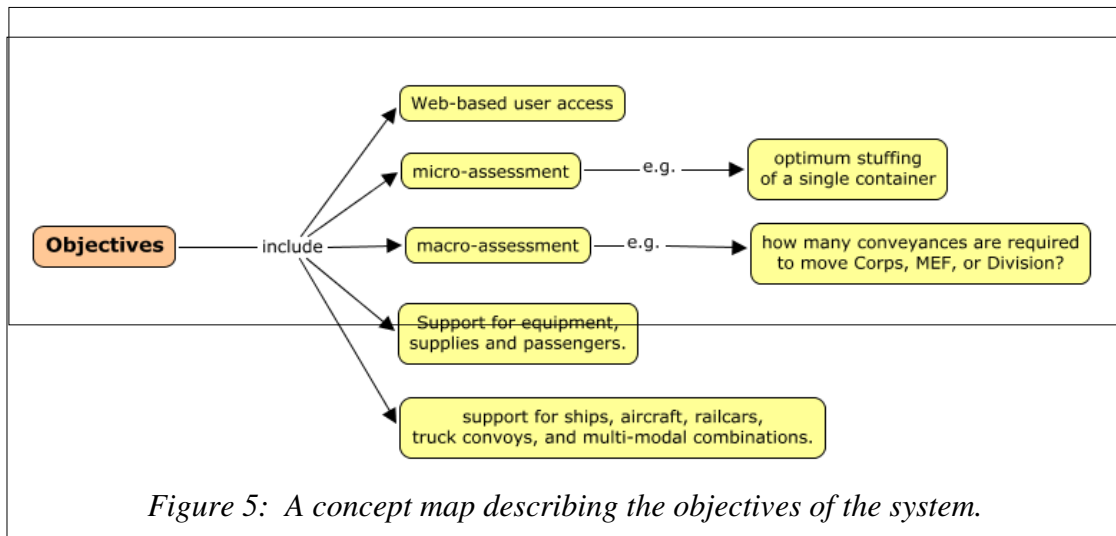 Web-based user access
micro-assessment
e.g.
optimum stuffing
of a single container
Objectives
include
macro-assessment
e.g.
how many conveyances are required
to move Corps, MEF, or Division?
Support for equipment,
supplies and passengers.
support for ships, aircraft, railcars,
truck convoys, and multi-modal combinations.
Figure 5:  A concept map describing the objectives of the system.